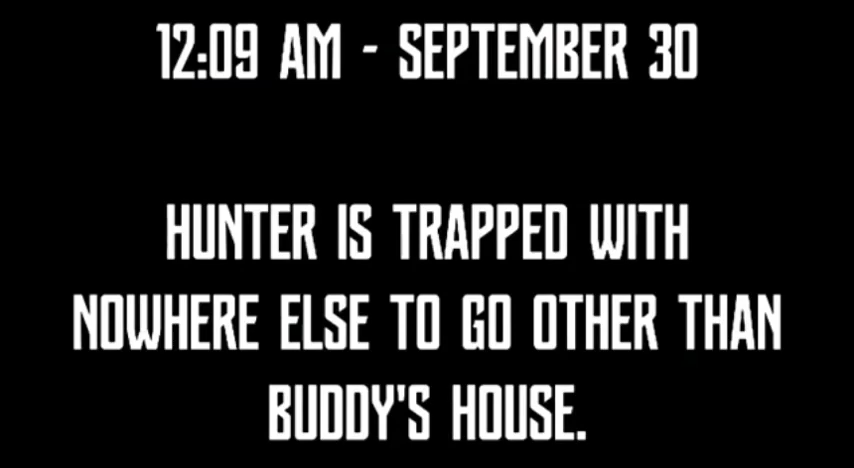 12:09 AM - SEPTEMBER 30
HUNTER IS TRAPPED WITH
NOWHERE ELSE TO GO OTHER THAN
BUDDY'S HOUSE.